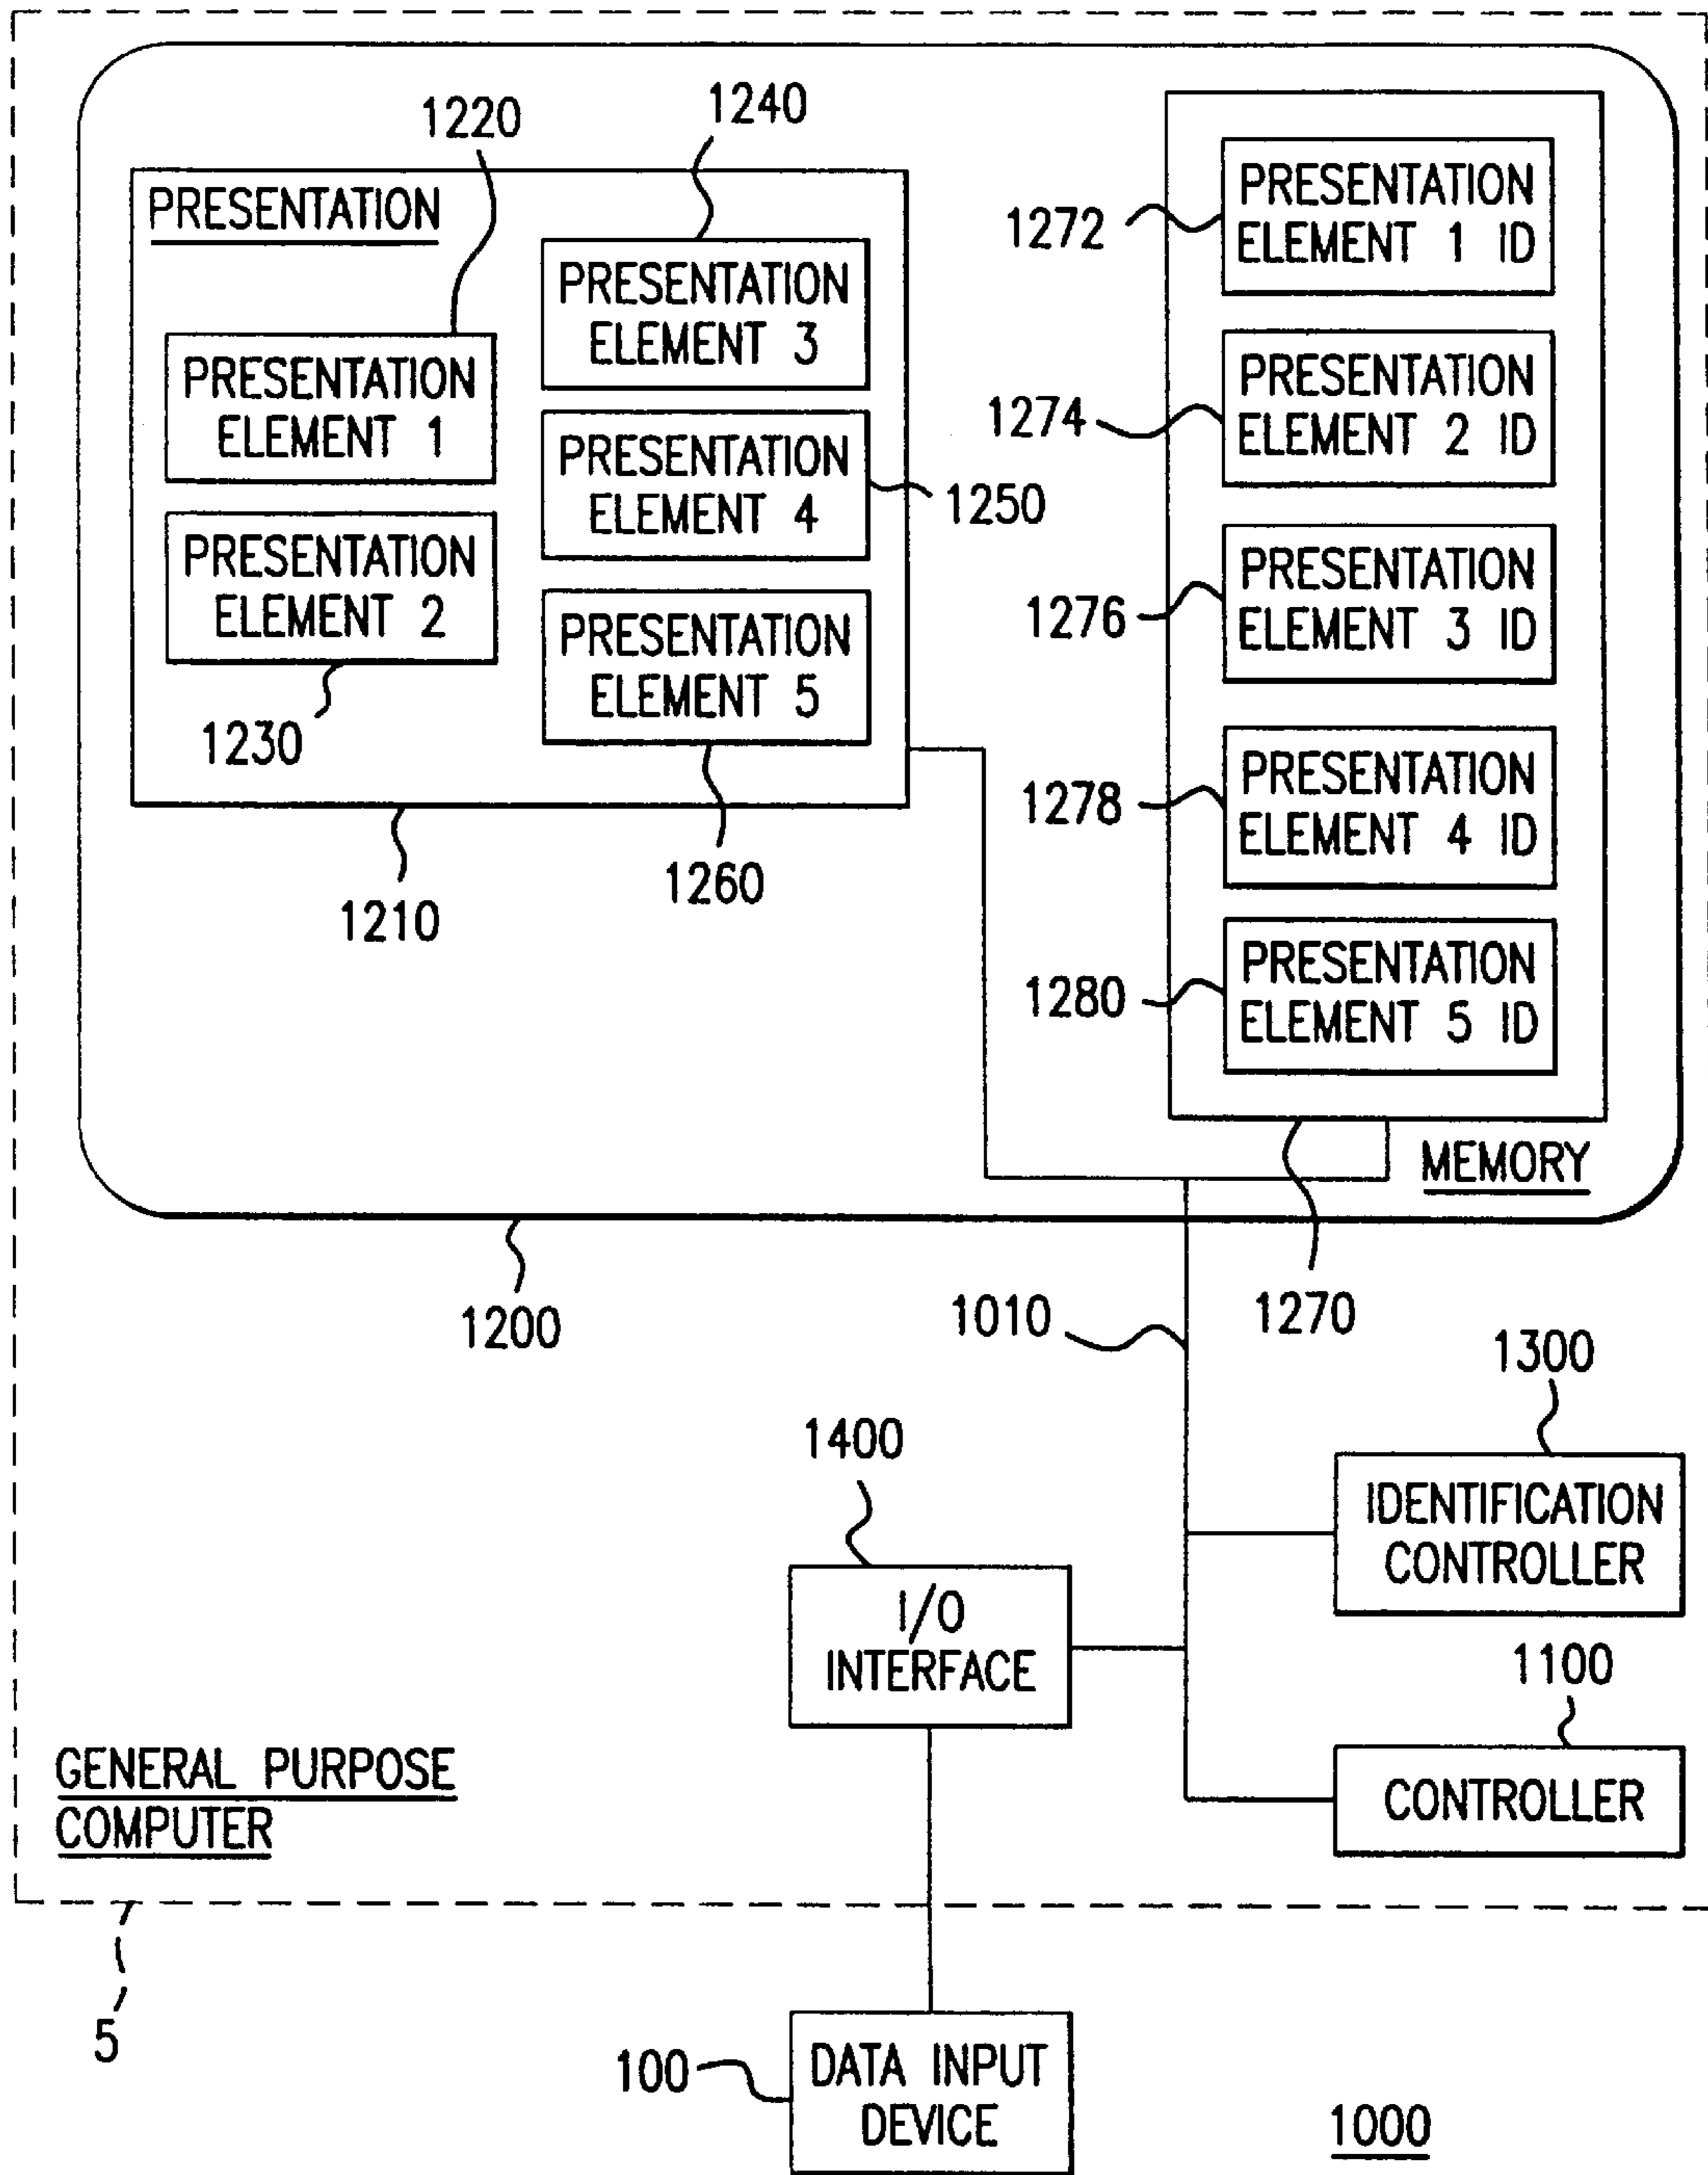 1220
1240
PRESENTATION
PRESENTATION
ELEMENT 1
PRESENTATION
ELEMENT 2
1230
PRESENTATION
ELEMENT 3
PRESENTATION
ELEMENT 4
1250
PRESENTATION
ELEMENT 5
1260
1210
1272
PRESENTATION
ELEMENT 1 ID
1274
PRESENTATION
ELEMENT 2 ID
1276
PRESENTATION
ELEMENT 3 ID
1278
PRESENTATION
ELEMENT 4 ID
1280
PRESENTATION
ELEMENT 5 ID
MEMORY
1200
1010
1270
1300
IDENTIFICATION
CONTROLLER
1400
I/O
INTERFACE
1100
CONTROLLER
GENERAL PURPOSE
COMPUTER
5
100
DATA INPUT
DEVICE
1000